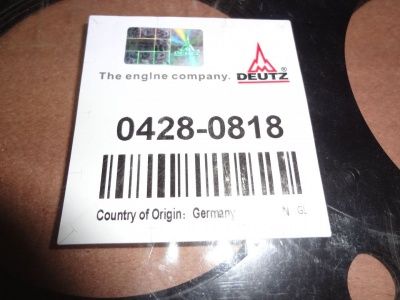 The engine company. DEUTZ ®
0428-0818
Country of Origin: Germany